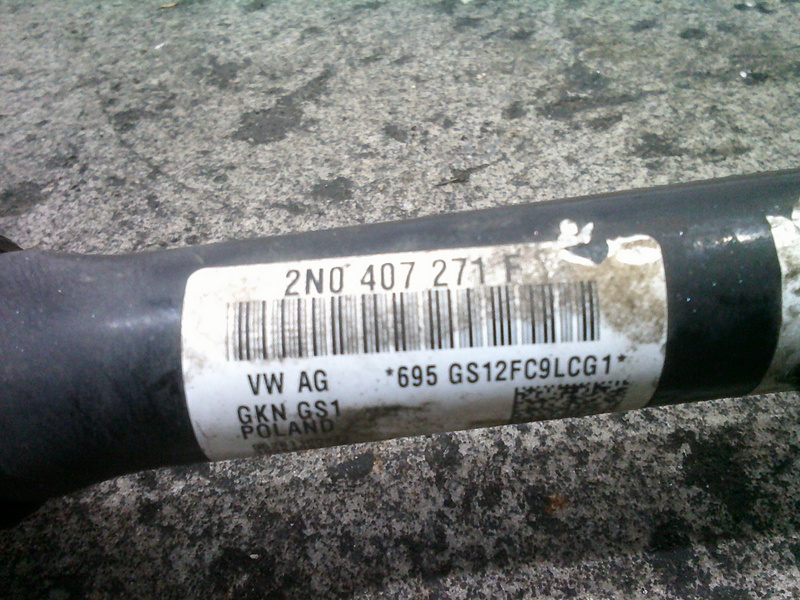 2N0 407 271 F
VW AG
*695 GS12FC9LCG1*
GKN GS1
POLAND